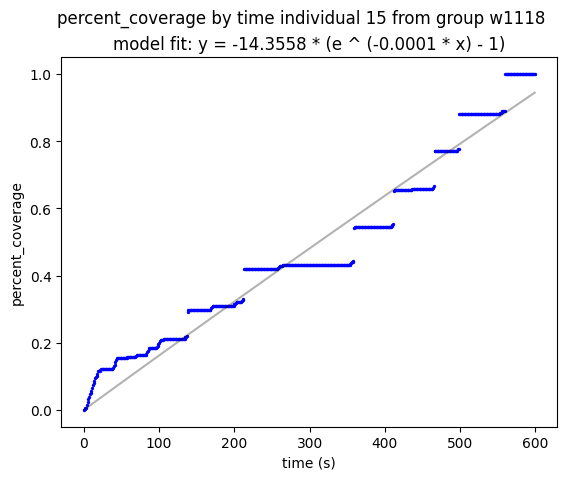 percent_coverage by time individual 15 from group w1118
model fit: y = -14.3558 * (e ^ (-0.0001 * x) - 1)
percent_coverage
1.0
0.8
0.6
0.4
0.2
0.0
0 100 200 300 400 500 600
time (s)